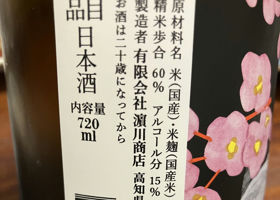 原材料名 米(国産)・米麹(国産米)
精米歩合 60% アルコール分 15%
製造者 有限会社 濵川商店 高知県
お酒は二十歳になってから
品目 日本酒
内容量
720
ml